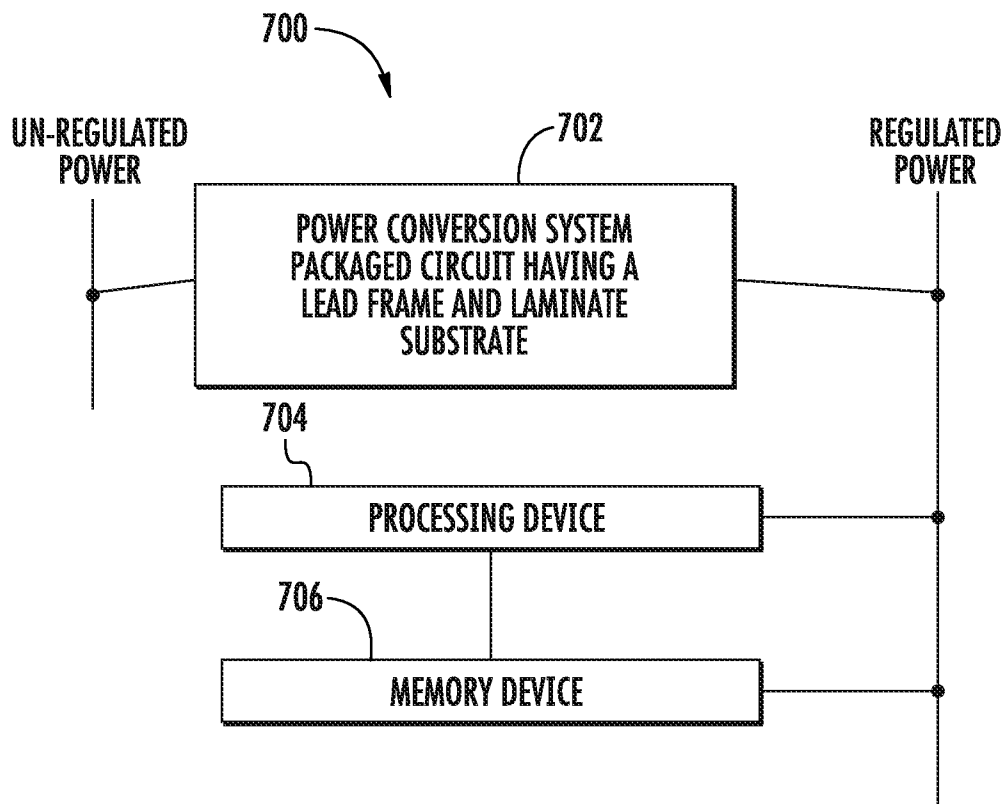 700
UN-REGULATED
POWER
702
REGULATED
POWER
POWER CONVERSION SYSTEM
PACKAGED CIRCUIT HAVING A
LEAD FRAME AND LAMINATE
SUBSTRATE
704
PROCESSING DEVICE
706
MEMORY DEVICE